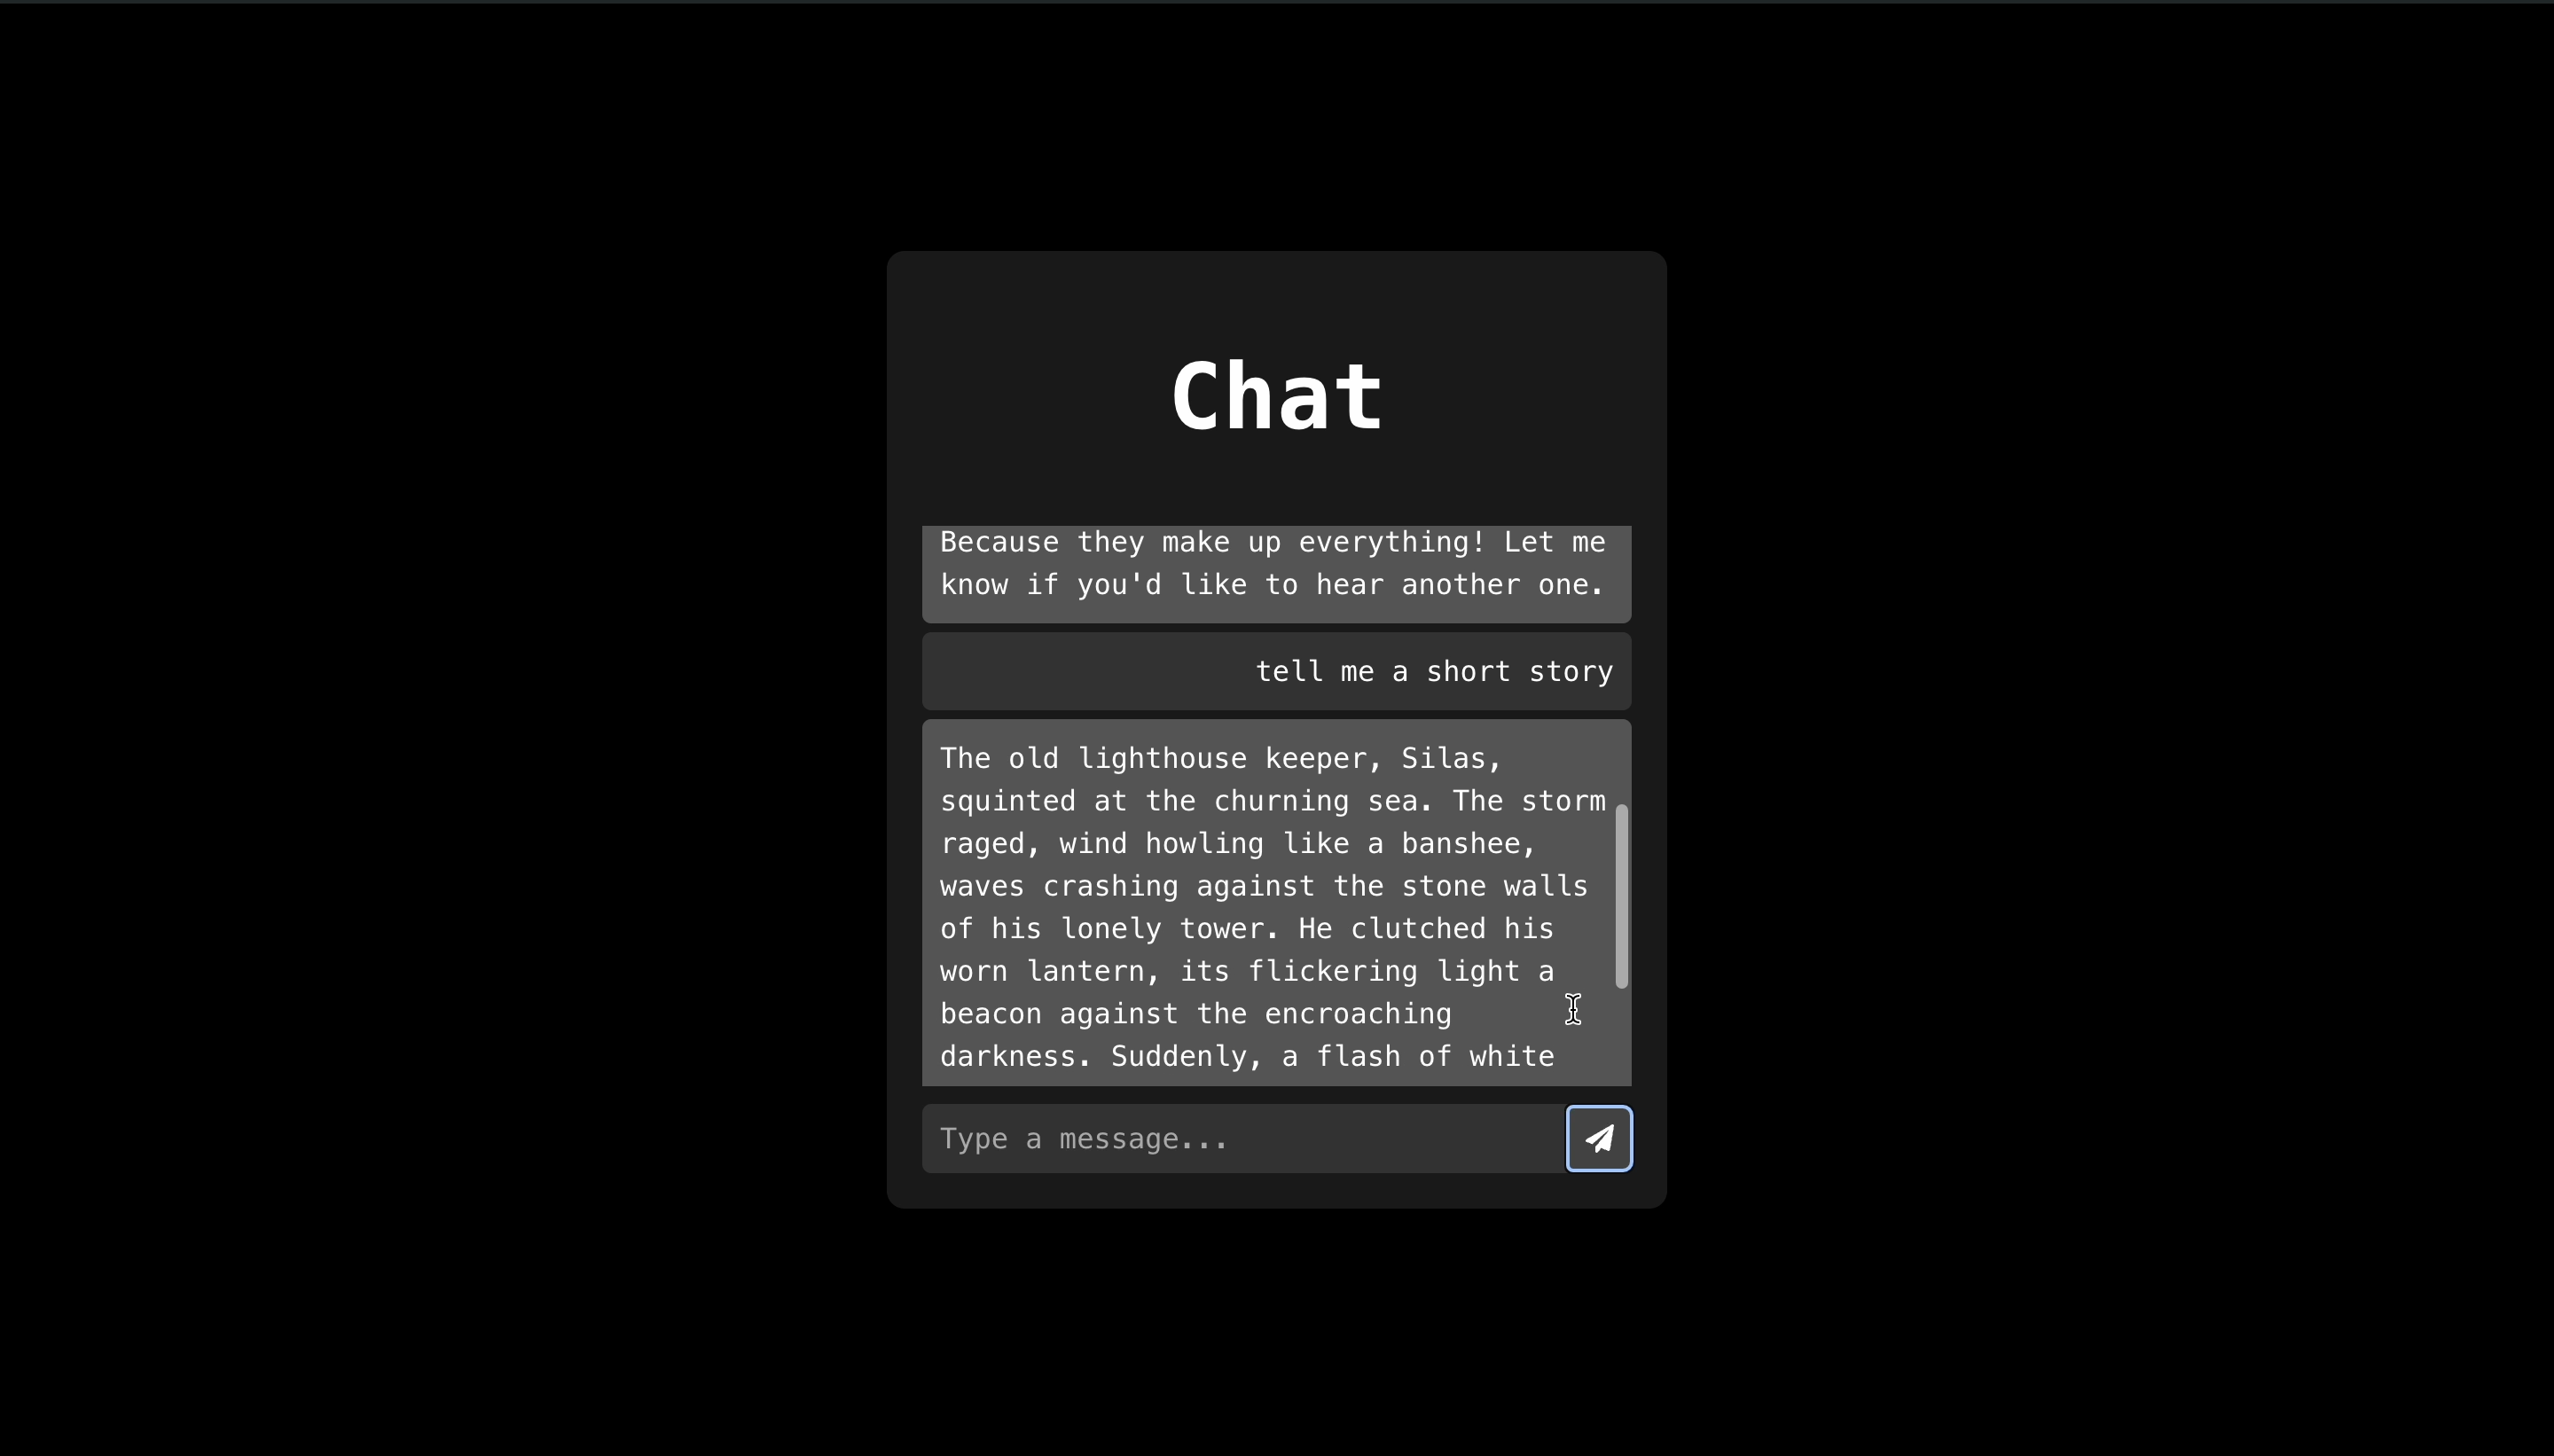 Chat
Because they make up everything! Let me
know if you'd like to hear another one.
tell me a short story
The old lighthouse keeper, Silas,
squinted at the churning sea. The storm
raged, wind howling like a banshee,
waves crashing against the stone walls
of his lonely tower. He clutched his
worn lantern, its flickering light a
beacon against the encroaching
darkness. Suddenly, a flash of white
Type a message...